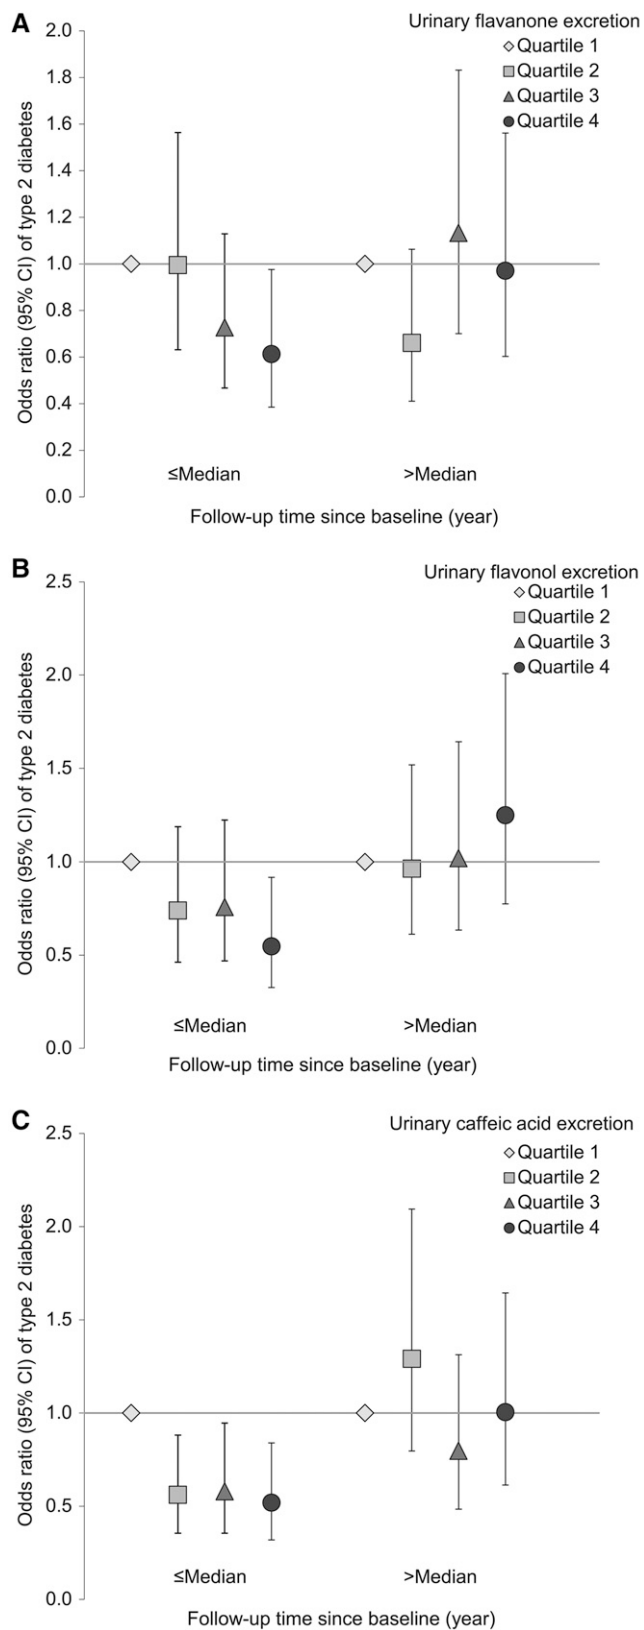 A
Urinary flavanone excretion
Quartile 1
Quartile 2
Quartile 3
Quartile 4
Odds ratio (95% CI) of type 2 diabetes
2.0
1.8
1.6
1.4
1.2
1.0
0.8
0.6
0.4
0.2
0.0
≤Median
>Median
Follow-up time since baseline (year)
B
Urinary flavonol excretion
Quartile 1
Quartile 2
Quartile 3
Quartile 4
Odds ratio (95% CI) of type 2 diabetes
2.5
2.0
1.5
1.0
0.5
0.0
≤Median
>Median
Follow-up time since baseline (year)
C
Urinary caffeic acid excretion
Quartile 1
Quartile 2
Quartile 3
Quartile 4
Odds ratio (95% CI) of type 2 diabetes
2.5
2.0
1.5
1.0
0.5
0.0
≤Median
>Median
Follow-up time since baseline (year)